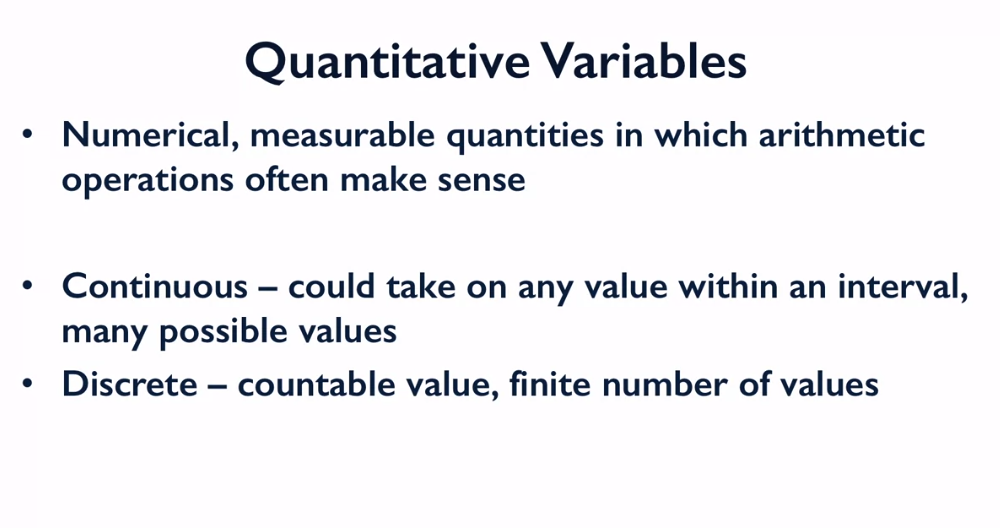 Quantitative Variables
• Numerical, measurable quantities in which arithmetic
operations often make sense
• Continuous – could take on any value within an interval,
many possible values
• Discrete – countable value, finite number of values